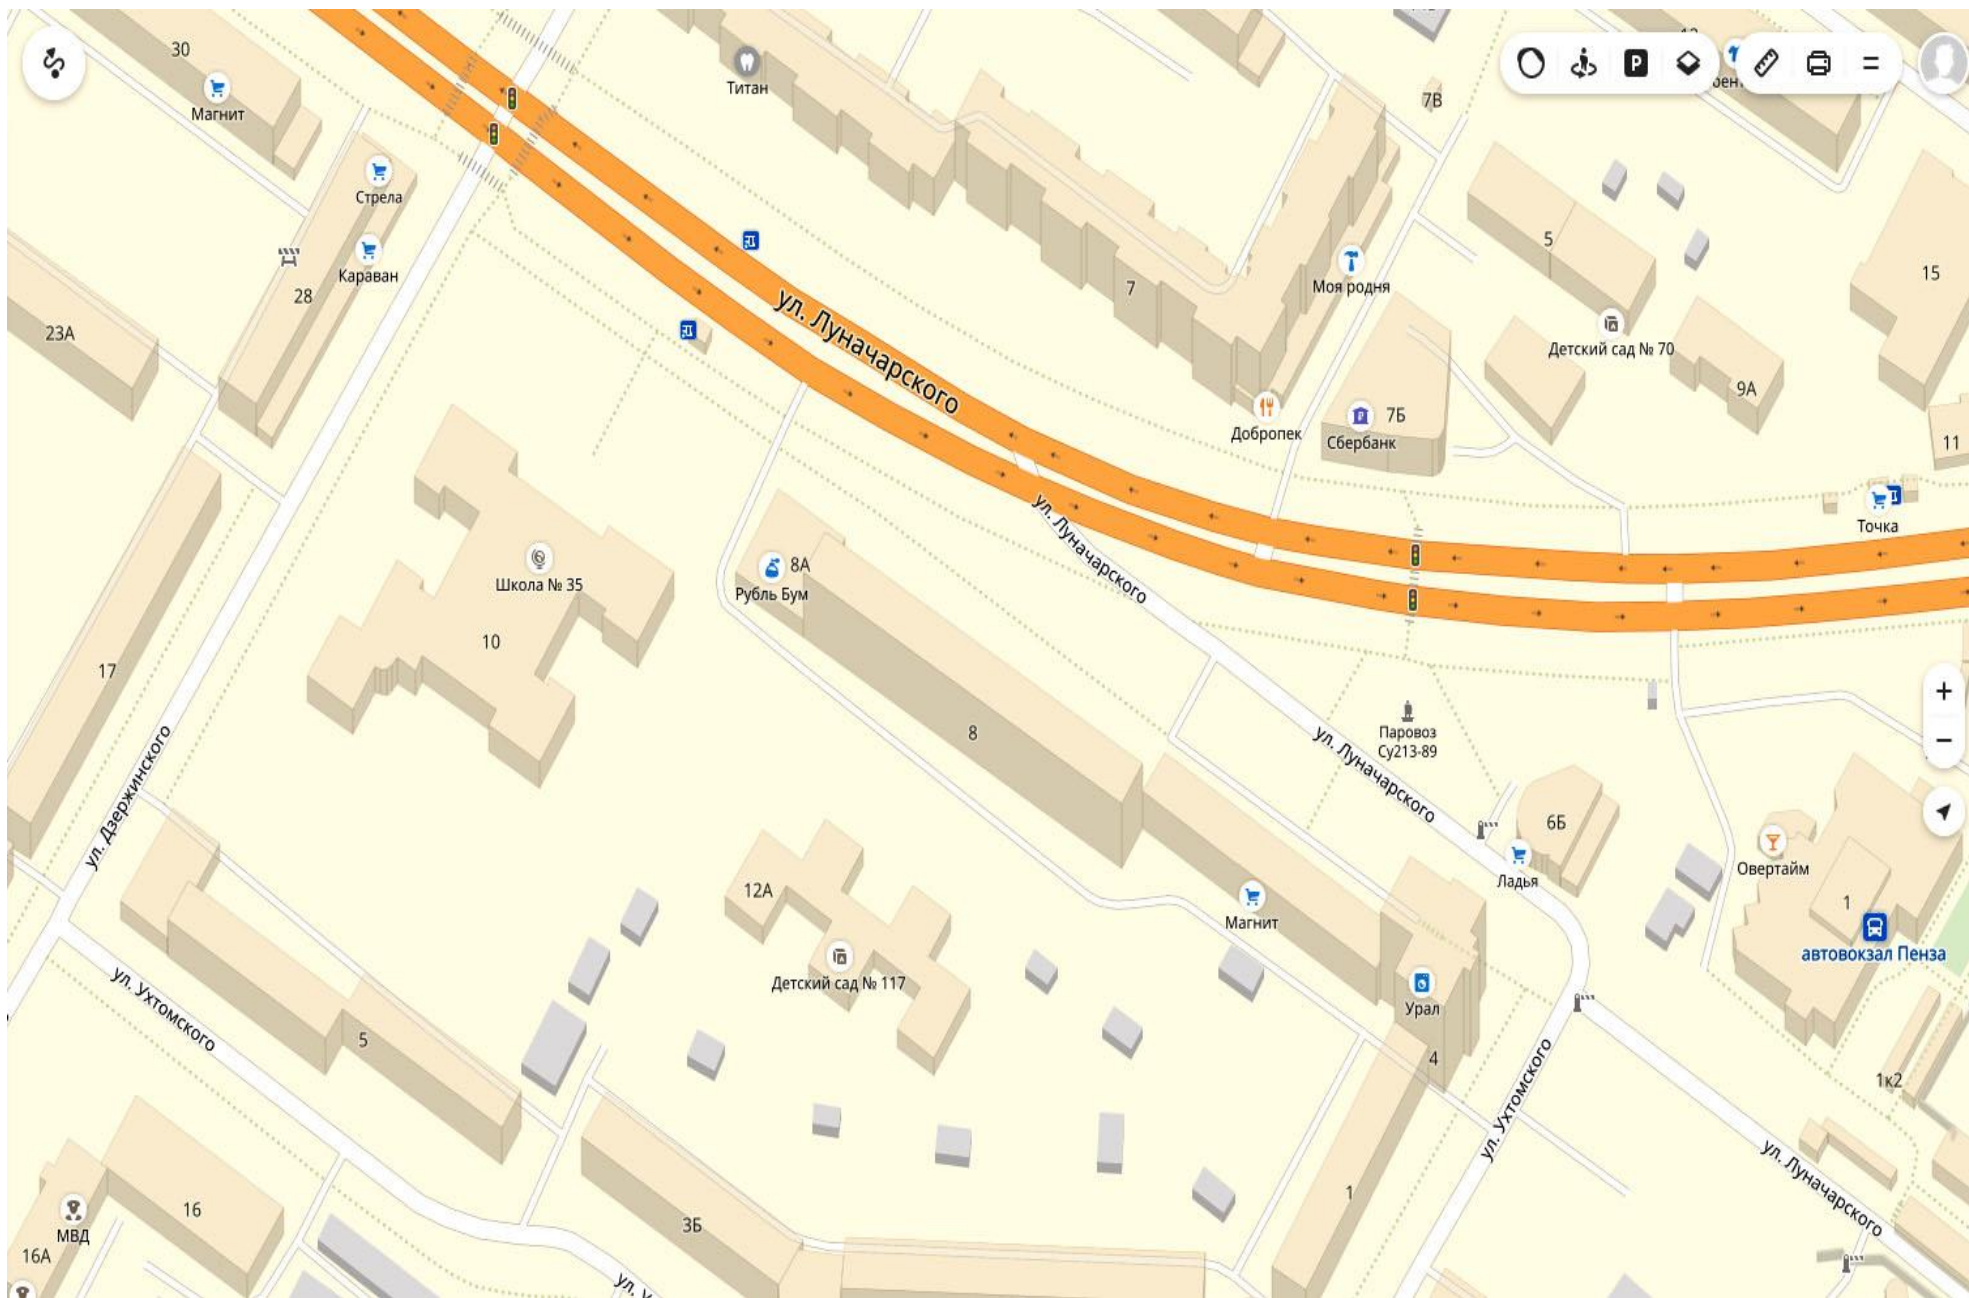 30
Магнит
Титан
7В
P
Стрела
Караван
28
23А
5
15
7
Моя родня
ул. Луначарского
Детский сад № 70
9А
7Б
Добропек
Сбербанк
11
Точка
ул. Луначарского
8А
Рубль Бум
Школа № 35
10
17
8
Паровоз
Су213-89
ул. Луначарского
+
−
ул. Дзержинского
6Б
Ладья
Овертайм
1
автовокзал Пенза
12А
Магнит
Детский сад № 117
Урал
4
ул. Ухтомского
5
1к2
ул. Ухтомского
ул. Луначарского
1
16
МВД
16А
3Б